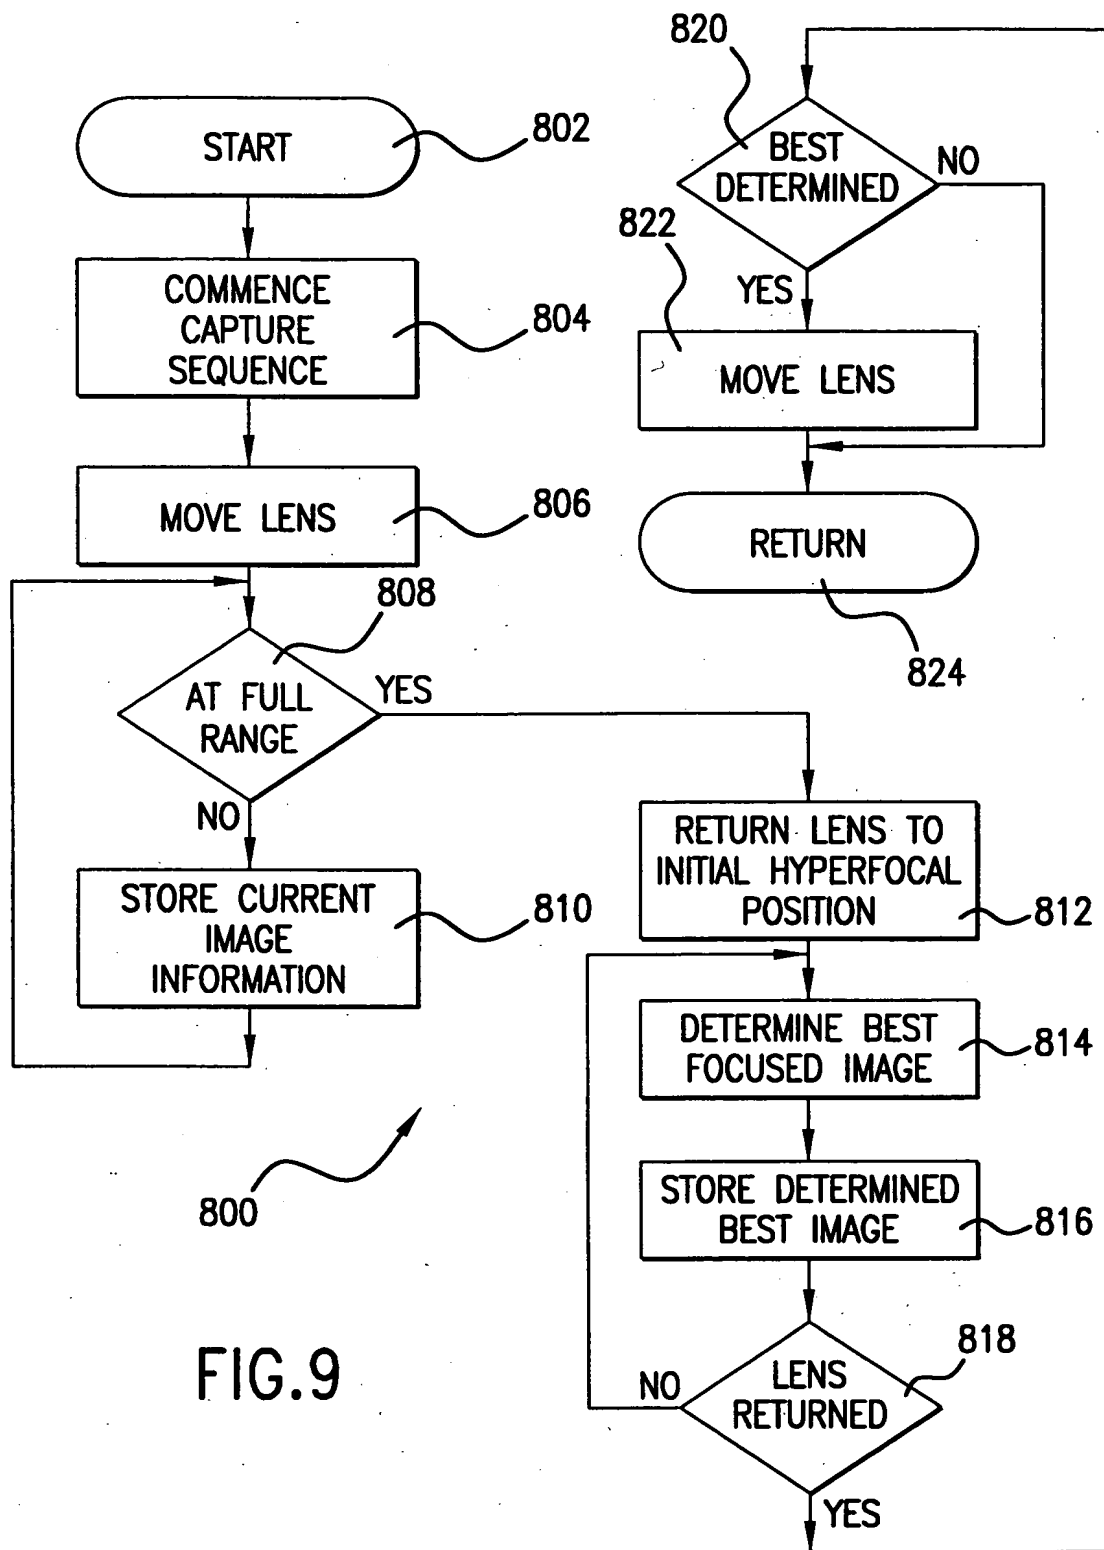 START
802
COMMENCE
CAPTURE
SEQUENCE
804
MOVE LENS
806
808
AT FULL
RANGE
YES
NO
STORE CURRENT
IMAGE
INFORMATION
810
RETURN LENS TO
INITIAL HYPERFOCAL
POSITION
812
DETERMINE BEST
FOCUSED IMAGE
814
STORE DETERMINED
BEST IMAGE
816
LENS
RETURNED
818
NO
YES
820
BEST
DETERMINED
NO
YES
822
MOVE LENS
RETURN
824
800
FIG.9